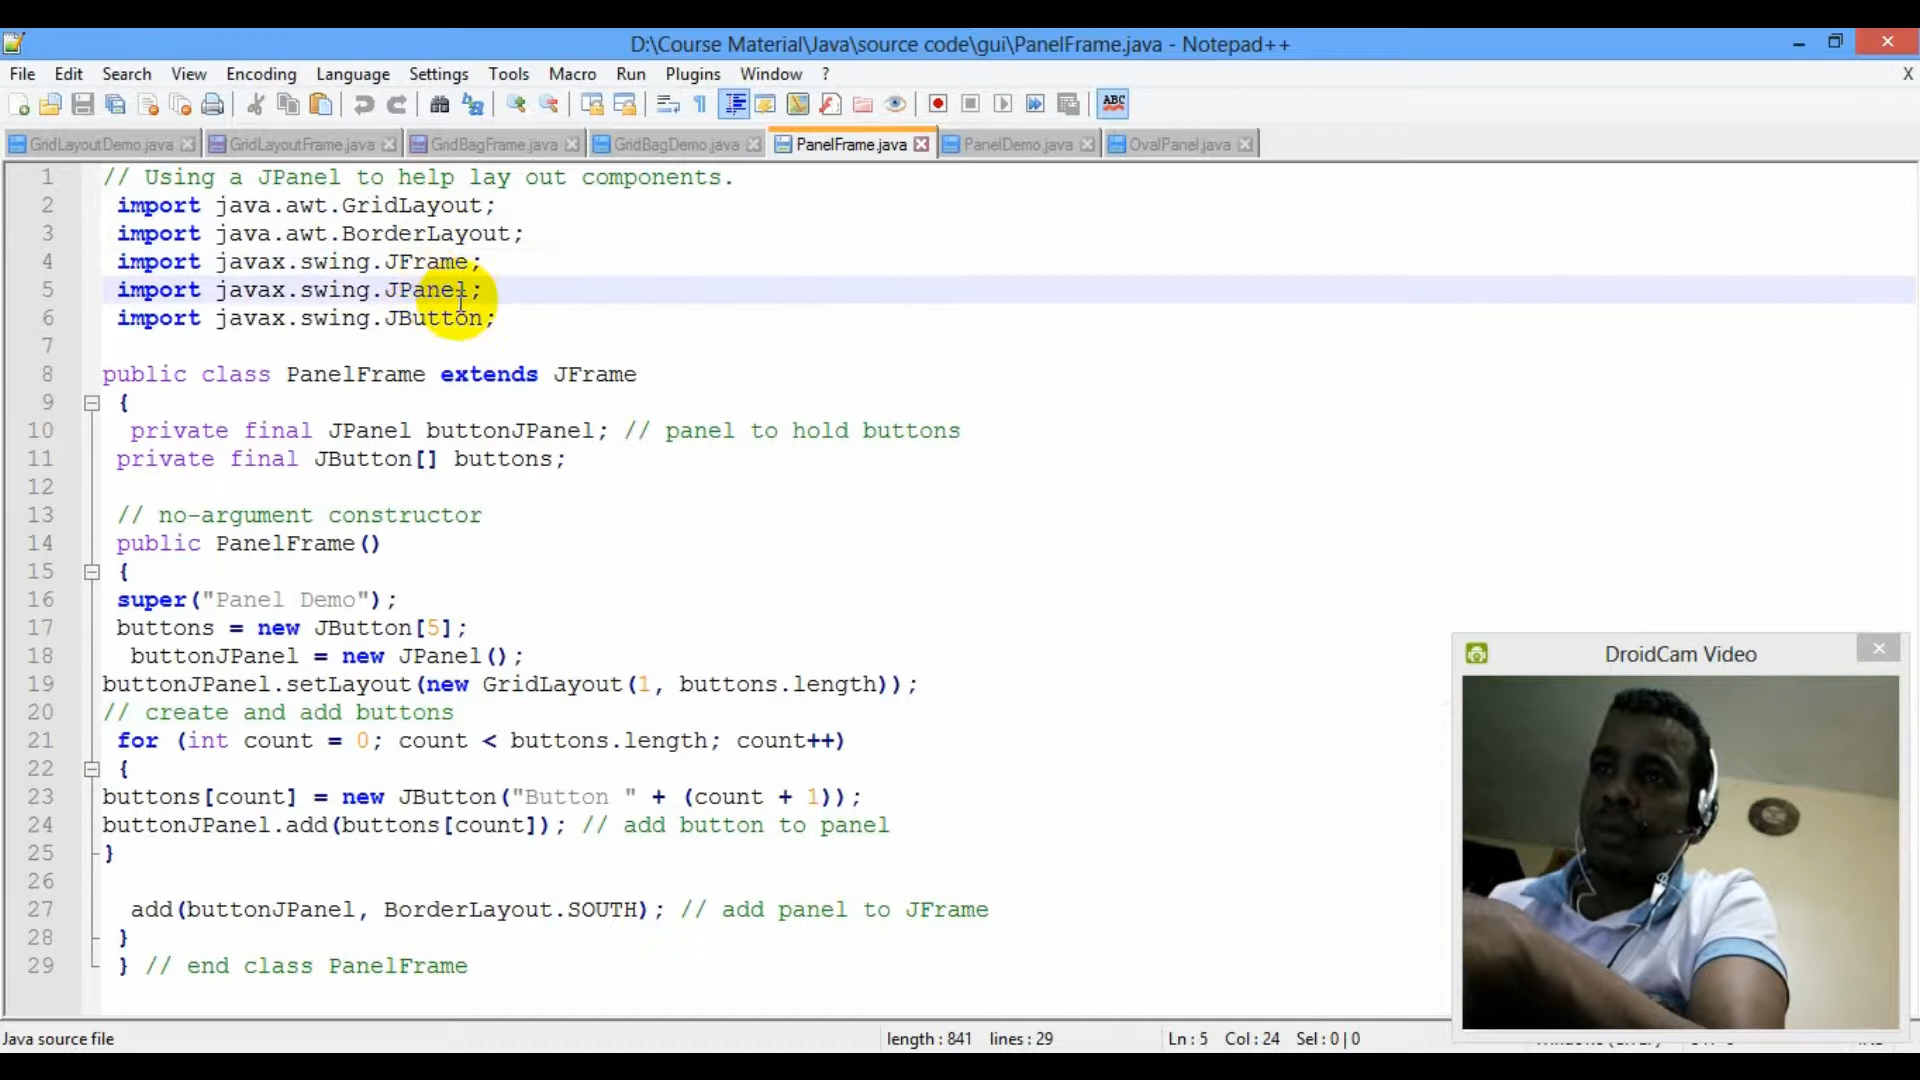 D:\Course Material\Java\source code\gui\PanelFrame.java - Notepad++
File Edit Search View Encoding Language Settings Tools Macro Run Plugins Window ? X
ABC
GridLayoutDemo.java GridLayoutFrame.java GridBagFrame.java GridBagDemo.java PanelFrame.java PanelDemo.java OvalPanel.java
1 // Using a JPanel to help lay out components.
2 import java.awt.GridLayout;
3 import java.awt.BorderLayout;
4 import javax.swing.JFrame;
5 import javax.swing.JPanel;
6 import javax.swing.JButton;
7
8 public class PanelFrame extends JFrame
9 {
10 private final JPanel buttonJPanel; // panel to hold buttons
11 private final JButton[] buttons;
12
13 // no-argument constructor
14 public PanelFrame()
15 {
16 super("Panel Demo");
17 buttons = new JButton[5];
18 buttonJPanel = new JPanel();
19 buttonJPanel.setLayout(new GridLayout(1, buttons.length));
20 // create and add buttons
21 for (int count = 0; count < buttons.length; count++)
22 {
23 buttons[count] = new JButton("Button " + (count + 1));
24 buttonJPanel.add(buttons[count]); // add button to panel
25 }
26
27 add(buttonJPanel, BorderLayout.SOUTH); // add panel to JFrame
28 }
29 } // end class PanelFrame
DroidCam Video
Java source file length : 841 lines : 29 Ln : 5 Col : 24 Sel : 0 | 0